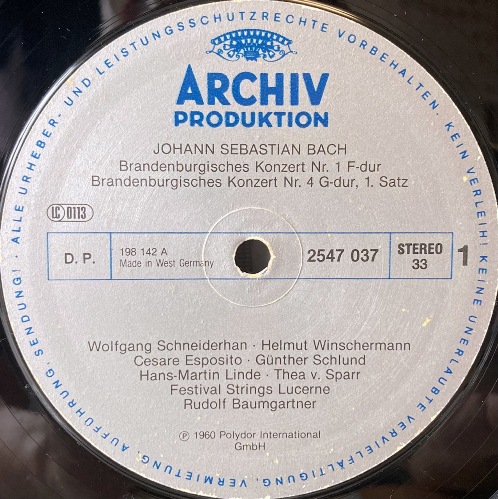 ALLE URHEBER- UND LEISTUNGSSCHUTZRECHTE VORBEHALTEN. KEIN VERLEIH! KEINE UNERLAUBTE VERVIELFÄLTIGUNG, VERMIETUNG, AUFFÜHRUNG, SENDUNG!
ARCHIV
PRODUKTION
JOHANN SEBASTIAN BACH
Brandenburgisches Konzert Nr. 1 F-dur
Brandenburgisches Konzert Nr. 4 G-dur, 1. Satz
LC 0113
D. P.
198 142 A
Made in West Germany
2547 037
STEREO
33
1
Wolfgang Schneiderhan · Helmut Winschermann
Cesare Esposito · Günther Schlund
Hans-Martin Linde · Thea v. Sparr
Festival Strings Lucerne
Rudolf Baumgartner
℗ 1960 Polydor International
GmbH